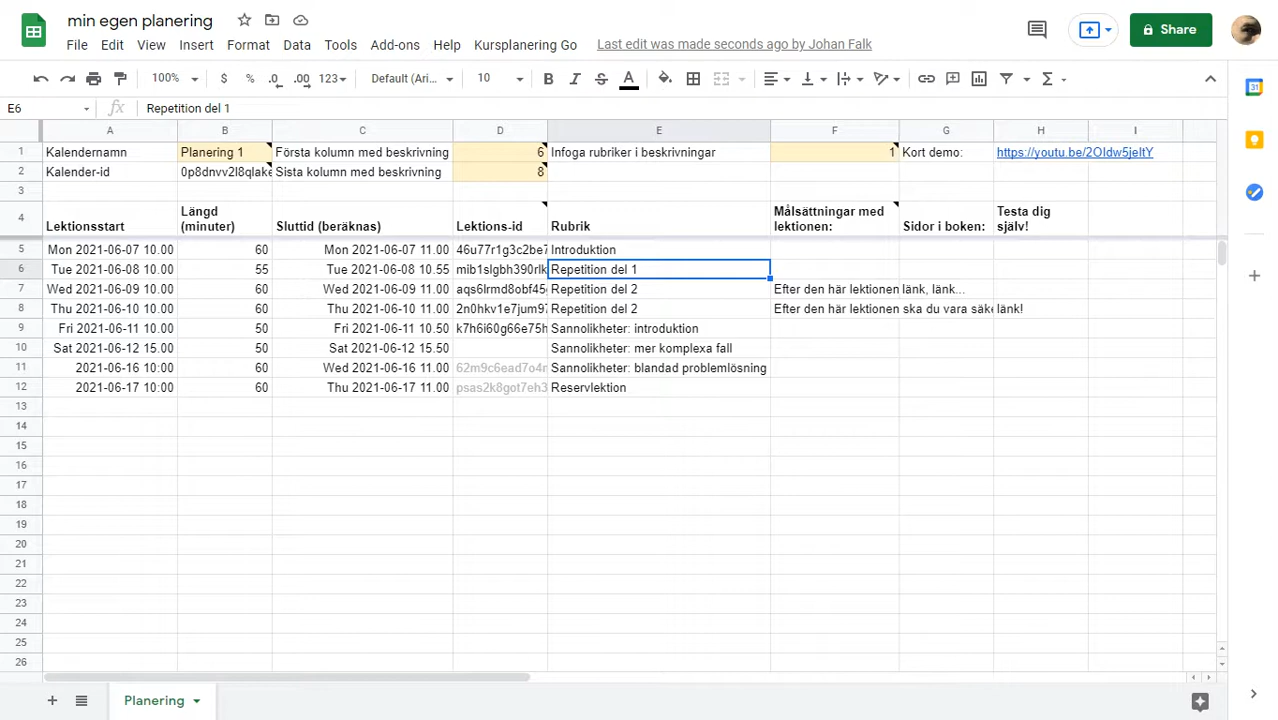 min egen planering
File Edit View Insert Format Data Tools Add-ons Help Kursplanering Go Last edit was made seconds ago by Johan Falk
Share
100% $ % .0 .00 123 Default (Ari... 10 B I S A
E6 fx Repetition del 1
A B C D E F G H I
1 Kalendernamn Planering 1 Första kolumn med beskrivning 6 Infoga rubriker i beskrivningar 1 Kort demo: https://youtu.be/2OIdw5jeItY
2 Kalender-id 0p8dnvv2l8qlake Sista kolumn med beskrivning 8
3
4 Lektionsstart Längd (minuter) Sluttid (beräknas) Lektions-id Rubrik Målsättningar med lektionen: Sidor i boken: Testa dig själv!
5 Mon 2021-06-07 10.00 60 Mon 2021-06-07 11.00 46u77r1g3c2be7 Introduktion
6 Tue 2021-06-08 10.00 55 Tue 2021-06-08 10.55 mib1slgbh390rlk Repetition del 1
7 Wed 2021-06-09 10.00 60 Wed 2021-06-09 11.00 aqs6lrmd8obf45 Repetition del 2 Efter den här lektionen länk, länk...
8 Thu 2021-06-10 10.00 60 Thu 2021-06-10 11.00 2n0hkv1e7jum97 Repetition del 2 Efter den här lektionen ska du vara säke länk!
9 Fri 2021-06-11 10.00 50 Fri 2021-06-11 10.50 k7h6i60g66e75h Sannolikheter: introduktion
10 Sat 2021-06-12 15.00 50 Sat 2021-06-12 15.50 Sannolikheter: mer komplexa fall
11 2021-06-16 10:00 60 Wed 2021-06-16 11.00 62m9c6ead7o4r Sannolikheter: blandad problemlösning
12 2021-06-17 10:00 60 Thu 2021-06-17 11.00 psas2k8got7eh3 Reservlektion
13
14
15
16
17
18
19
20
21
22
23
24
25
26
Planering